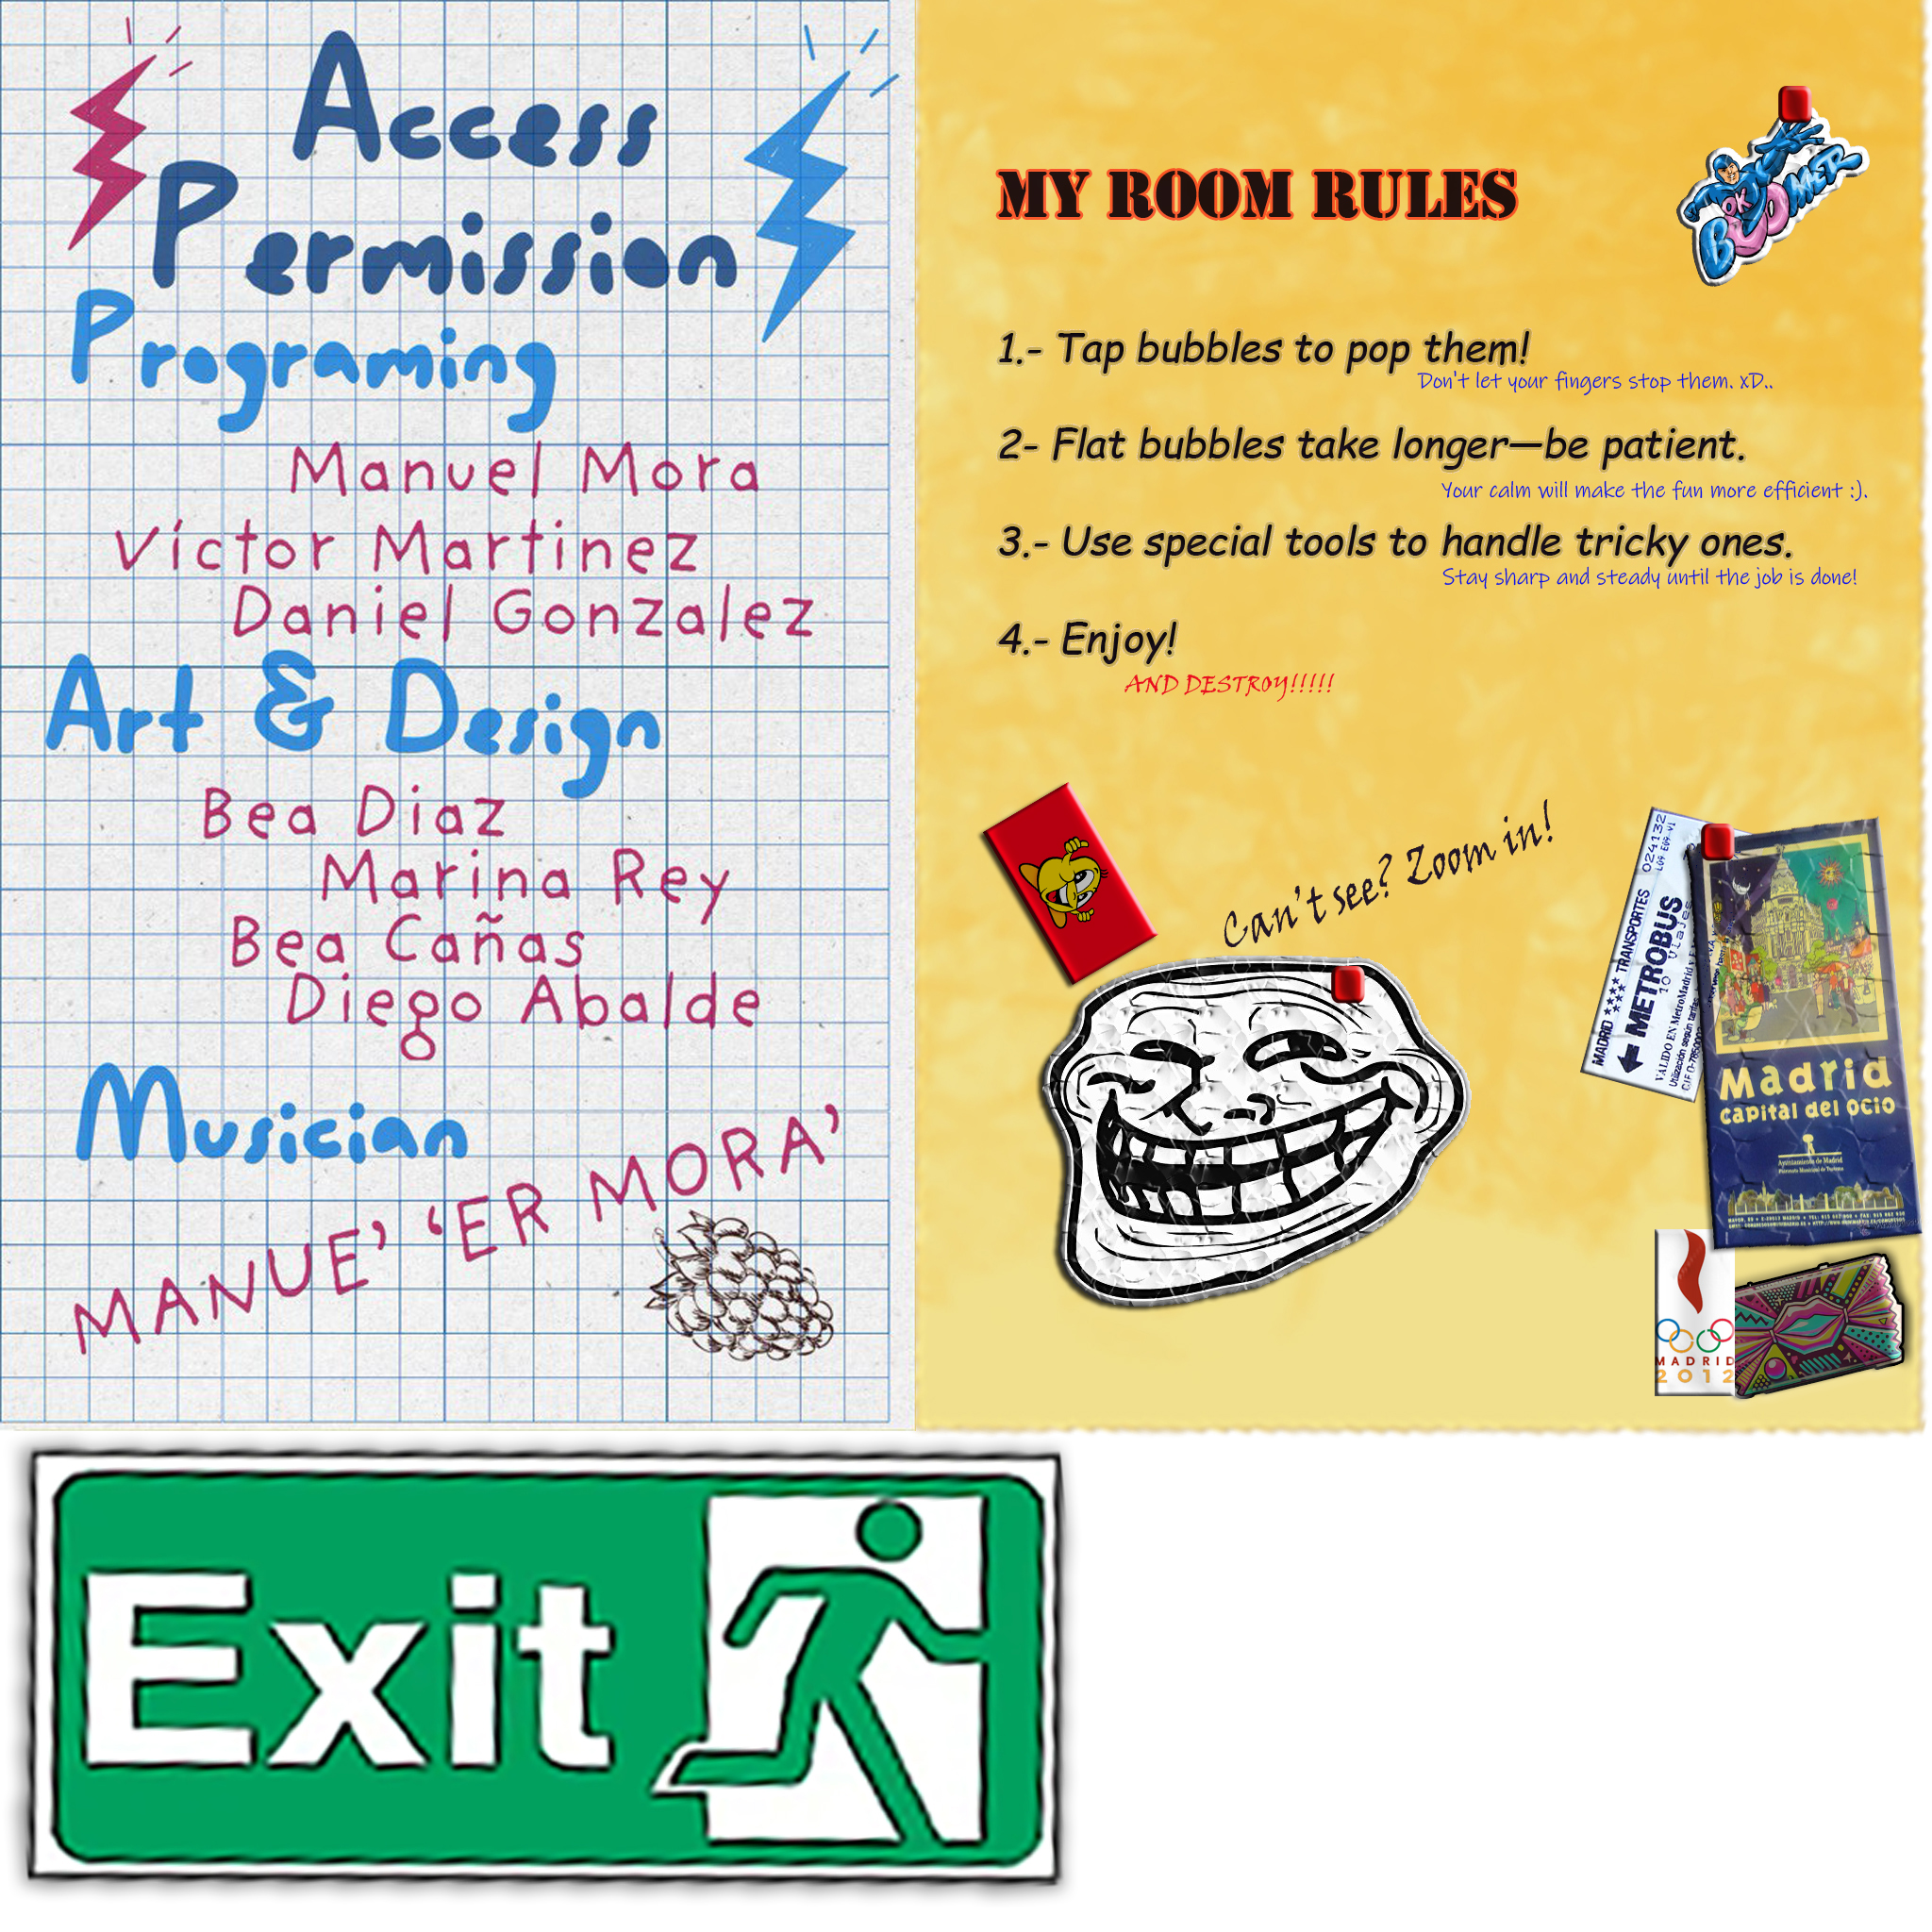 Access
Permission
Programing
Manuel Mora
Víctor Martinez
Daniel Gonzalez
Art & Design
Bea Diaz
Marina Rey
Bea Cañas
Diego Abalde
Musician
MANUE' 'ER MORA'
MY ROOM RULES
OK
BOOMER
1.- Tap bubbles to pop them!
Don't let your fingers stop them. xD..
2- Flat bubbles take longer—be patient.
Your calm will make the fun more efficient :).
3.- Use special tools to handle tricky ones.
Stay sharp and steady until the job is done!
4.- Enjoy!
AND DESTROY!!!!!
Can't see? Zoom in!
024132
MADRID **** TRANSPORTES
METROBUS
10 viajes
VALIDO EN MetroMadrid
Utilización según tarifas
Madrid
capital del ocio
Ayuntamiento de Madrid
MADRID
2012
Exit